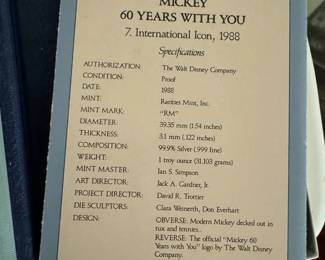 MICKEY
60 YEARS WITH YOU
7. International Icon, 1988
Specifications
AUTHORIZATION: The Walt Disney Company
CONDITION: Proof
DATE: 1988
MINT: Rarities Mint, Inc.
MINT MARK: "RM"
DIAMETER: 39.35 mm (1.54 inches)
THICKNESS: 3.1 mm (.122 inches)
COMPOSITION: 99.9% Silver (.999 fine)
WEIGHT: 1 troy ounce (31.103 grams)
MINT MASTER: Ian S. Simpson
ART DIRECTOR: Jack A. Gardner, Jr.
PROJECT DIRECTOR: David R. Trottier
DIE SCULPTORS: Clara Weinerth, Don Everhart
DESIGN: OBVERSE: Modern Mickey decked out in
tux and tennies.
REVERSE: The official "Mickey 60
Years with You" logo by The Walt Disney
Company.